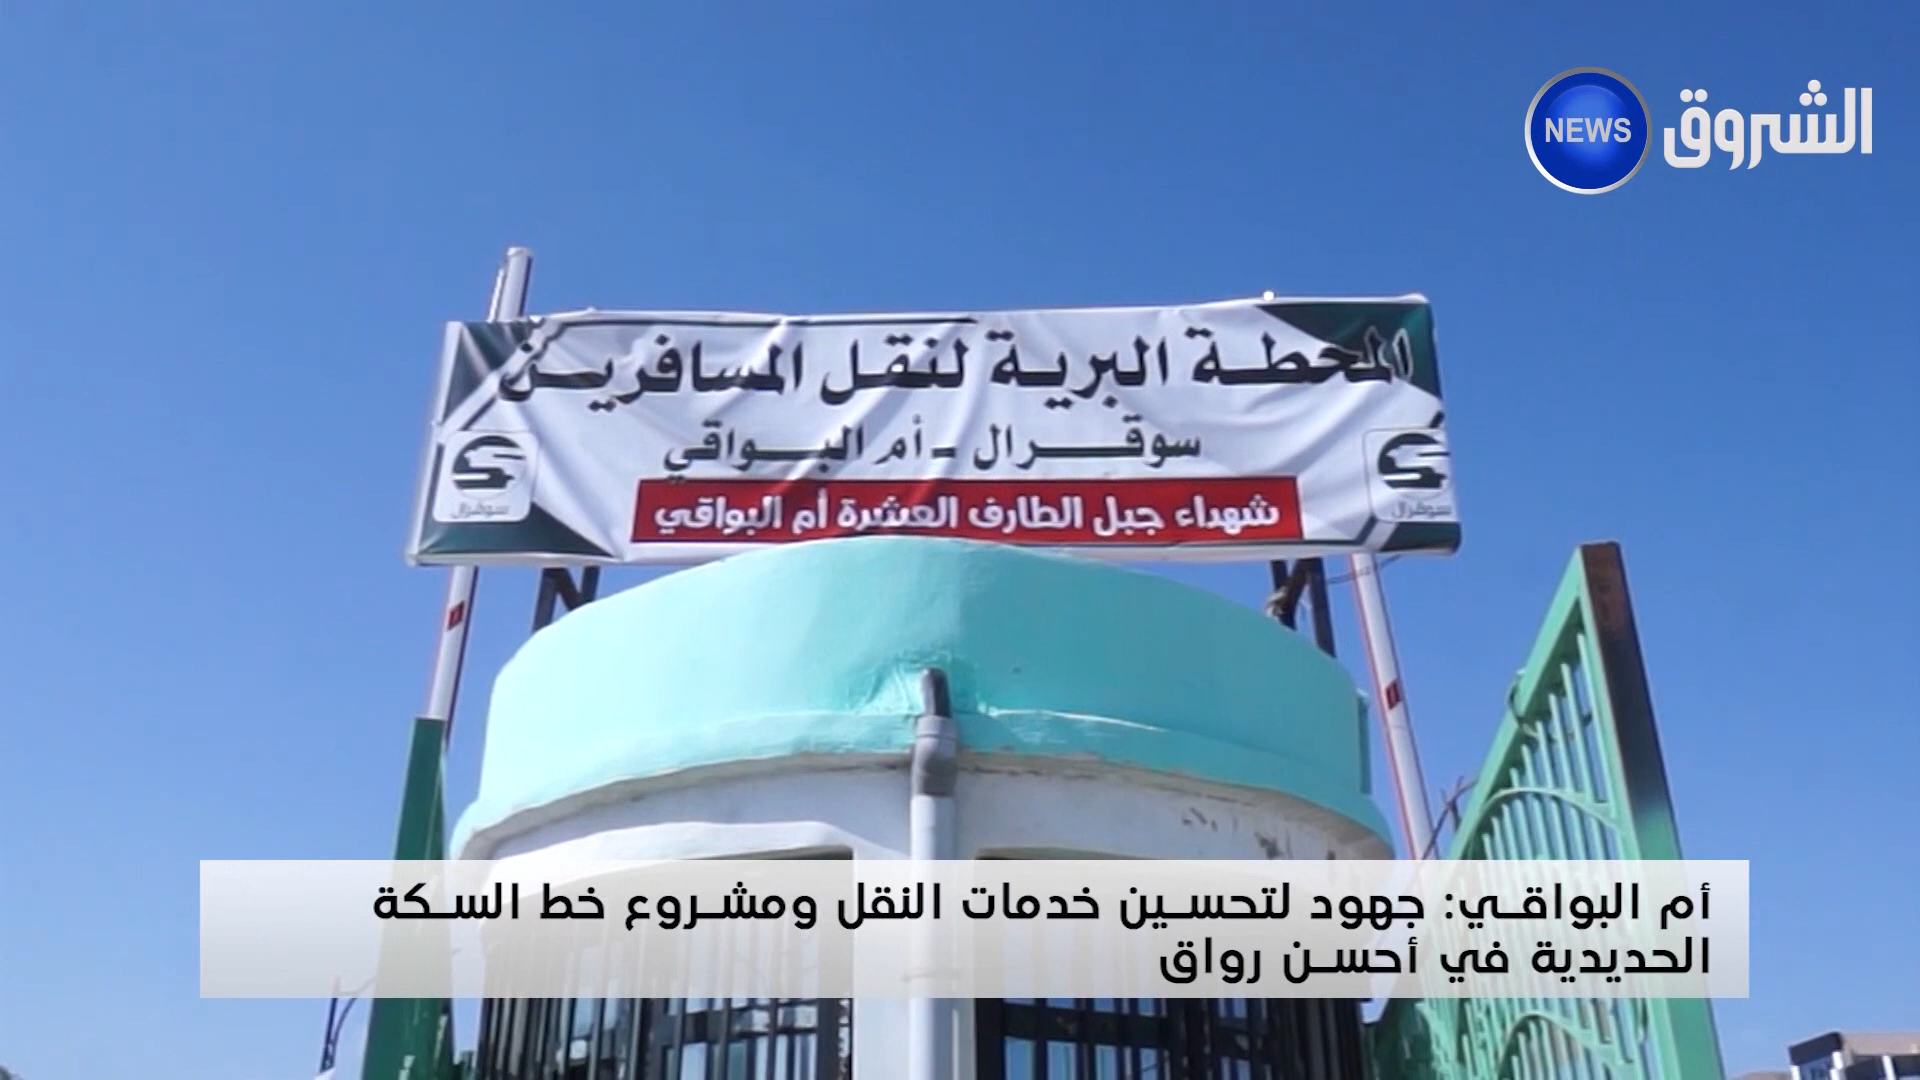 الشروق
NEWS
المحطة البرية لنقل المسافرين
سوقرال - أم البواقي
شهداء جبل الطارف العشرة أم البواقي
سوقرال
سوقرال
أم البواقي: جهود لتحسين خدمات النقل ومشروع خط السكة
الحديدية في أحسن رواق